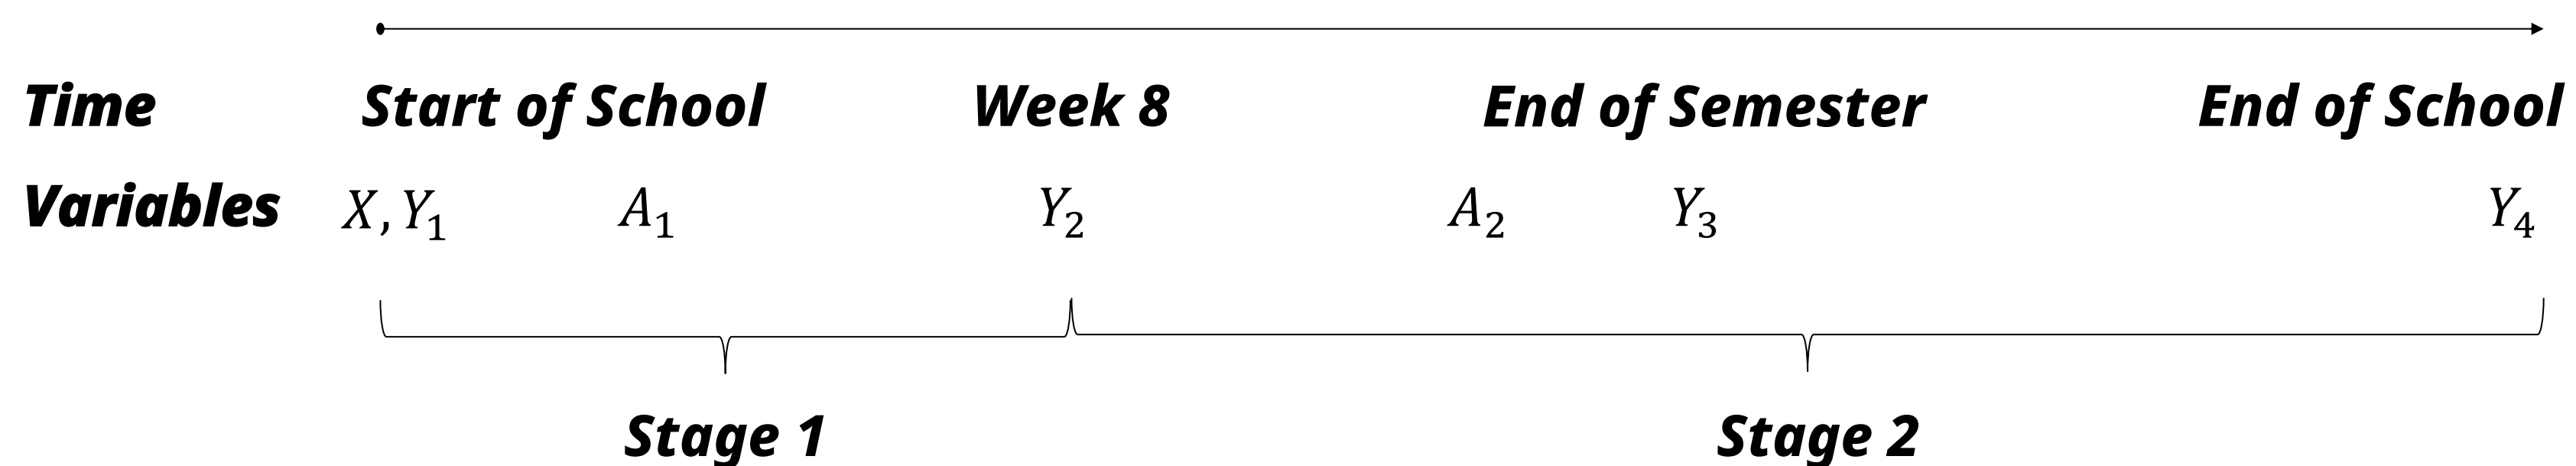 Time Start of School Week 8 End of Semester End of School
Variables X, Y₁ A₁ Y₂ A₂ Y₃ Y₄
Stage 1 Stage 2